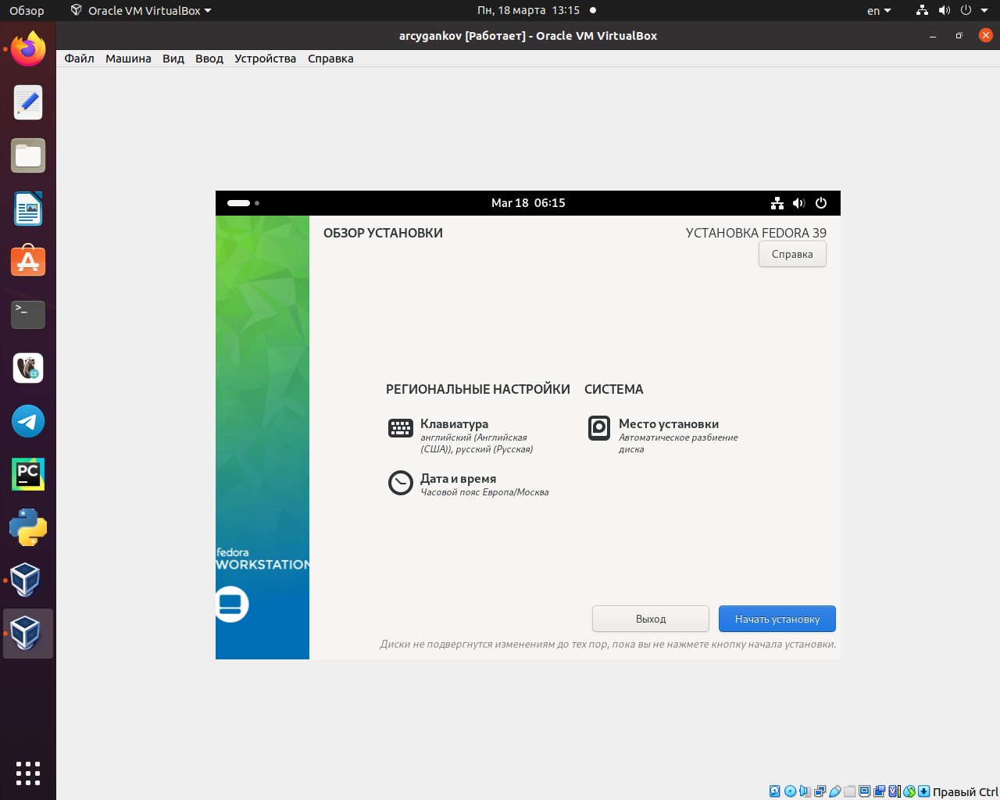 Обзор
Oracle VM VirtualBox
Пн, 18 марта 13:15
en
arcygankov [Работает] - Oracle VM VirtualBox
Файл Машина Вид Ввод Устройства Справка
Mar 18 06:15
ОБЗОР УСТАНОВКИ
УСТАНОВКА FEDORA 39
Справка
РЕГИОНАЛЬНЫЕ НАСТРОЙКИ
Клавиатура
английский (Английская
(США)), русский (Русская)
Дата и время
Часовой пояс Европа/Москва
СИСТЕМА
Место установки
Автоматическое разбиение
диска
fedora
WORKSTATION
Выход
Начать установку
Диски не подвергнутся изменениям до тех пор, пока вы не нажмете кнопку начала установки.
>_
CE
PC
Правый Ctrl